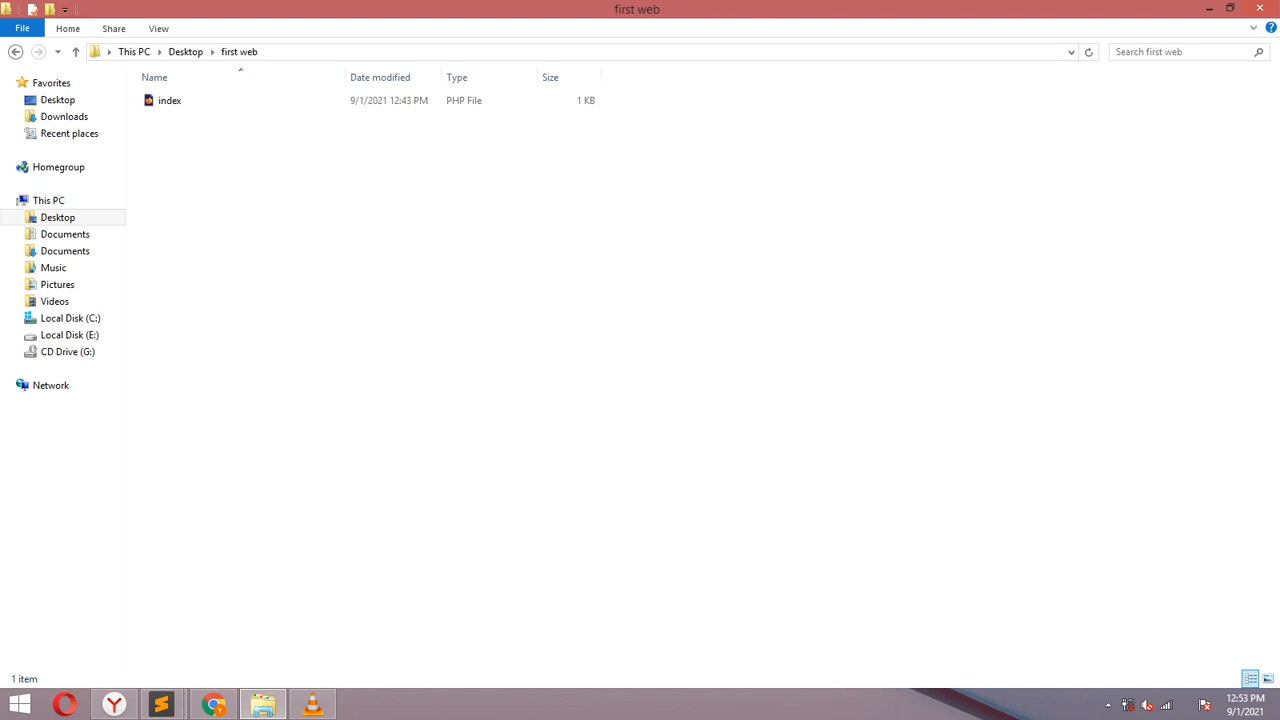 first web
File Home Share View
This PC Desktop first web Search first web
Name Date modified Type Size
index 9/1/2021 12:43 PM PHP File 1 KB
Favorites
Desktop
Downloads
Recent places
Homegroup
This PC
Desktop
Documents
Documents
Music
Pictures
Videos
Local Disk (C:)
Local Disk (E:)
CD Drive (G:)
Network
1 item
12:53 PM
9/1/2021